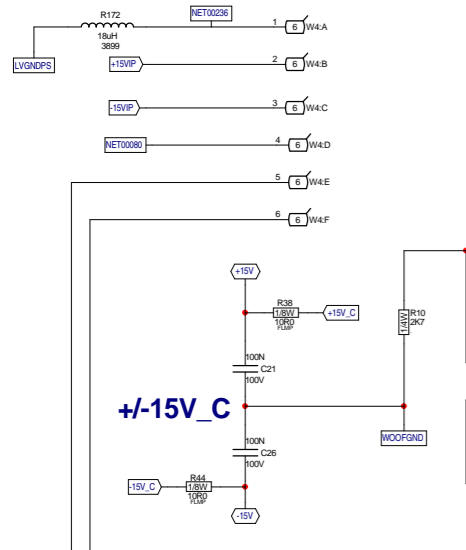 NET00236
R172
18uH
3899
LVGNDPS
1
6
W4:A
+15VIP
2
6
W4:B
-15VIP
3
6
W4:C
NET00080
4
6
W4:D
5
6
W4:E
6
6
W4:F
+15V
R38
1/8W
10R0
FLMP
+15V_C
R10
1/4W
2K7
100N
C21
100V
+/-15V_C
WOOFGND
100N
C26
100V
R44
-15V_C
1/8W
10R0
FLMP
-15V